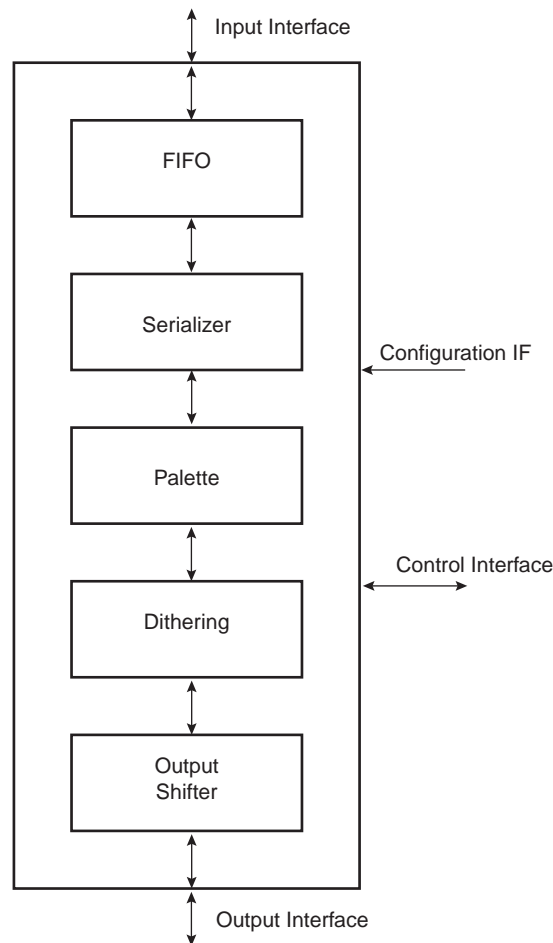 Input Interface
FIFO
Serializer
Configuration IF
Palette
Control Interface
Dithering
Output
Shifter
Output Interface